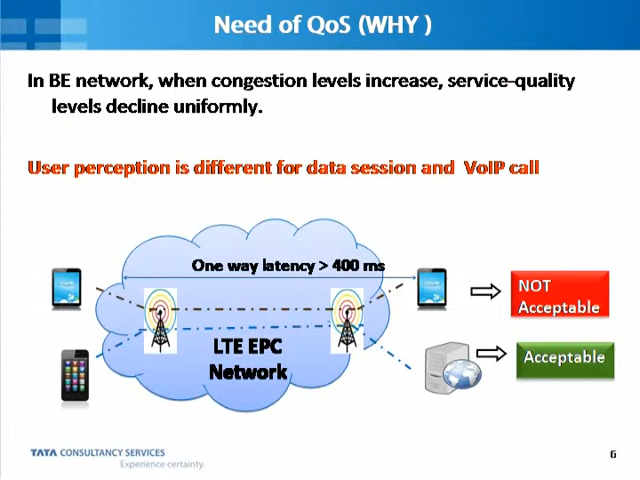 Need of QoS (WHY )
In BE network, when congestion levels increase, service-quality
levels decline uniformly.
User perception is different for data session and VoIP call
One way latency > 400 ms
NOT
Acceptable
LTE EPC
Network
Acceptable
TATA CONSULTANCY SERVICES
Experience certainty.
6